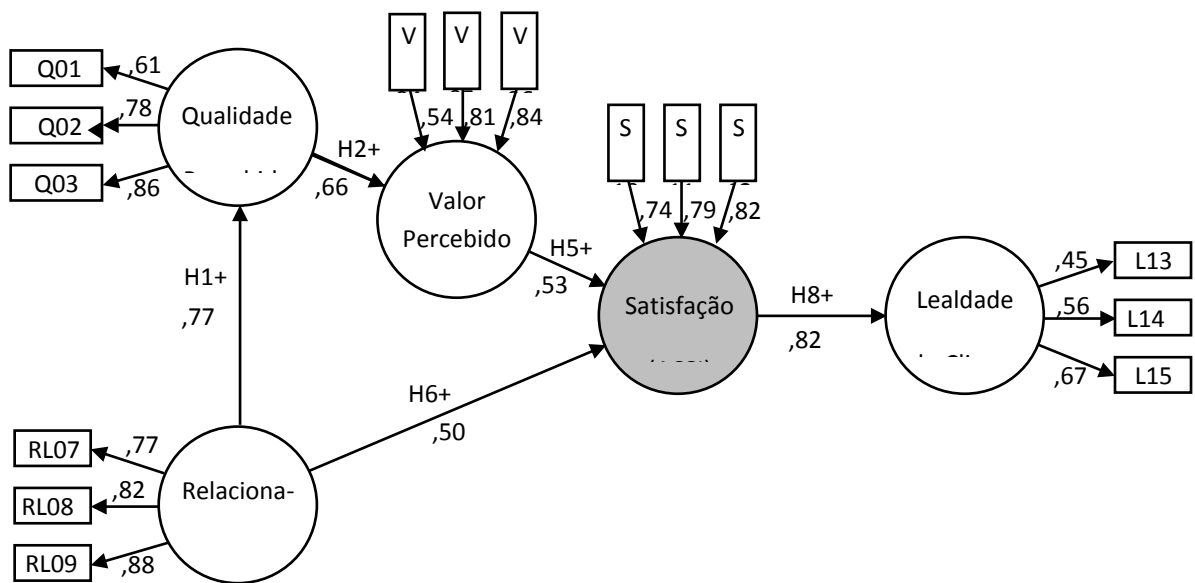 Q01
,61
Q02
,78
Q03
,86
Qualidade
H2+
,66
V
V
V
,54
,81
,84
Valor
Percebido
H1+
,77
H5+
,53
S
S
S
,74
,79
,82
Satisfação
H6+
,50
H8+
,82
Lealdade
,45
L13
,56
L14
,67
L15
RL07
,77
RL08
,82
RL09
,88
Relaciona-